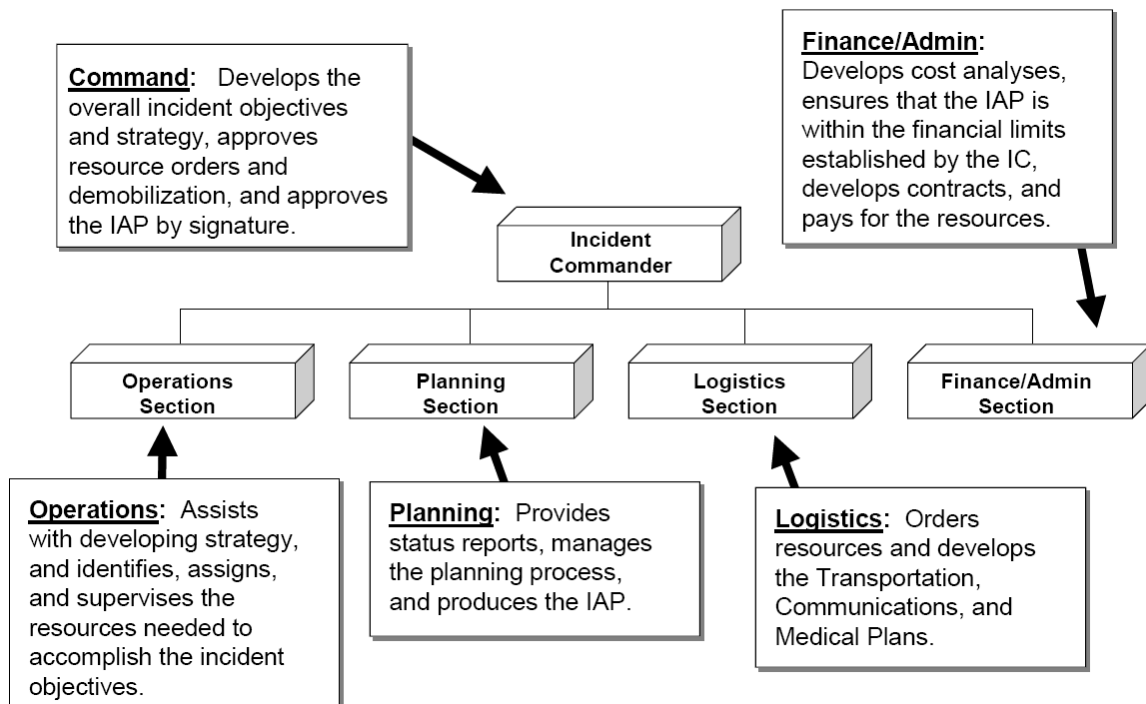 Command: Develops the
overall incident objectives
and strategy, approves
resource orders and
demobilization, and approves
the IAP by signature.
Finance/Admin:
Develops cost analyses,
ensures that the IAP is
within the financial limits
established by the IC,
develops contracts, and
pays for the resources.
Incident
Commander
Operations
Section
Planning
Section
Logistics
Section
Finance/Admin
Section
Operations: Assists
with developing strategy,
and identifies, assigns,
and supervises the
resources needed to
accomplish the incident
objectives.
Planning: Provides
status reports, manages
the planning process,
and produces the IAP.
Logistics: Orders
resources and develops
the Transportation,
Communications, and
Medical Plans.